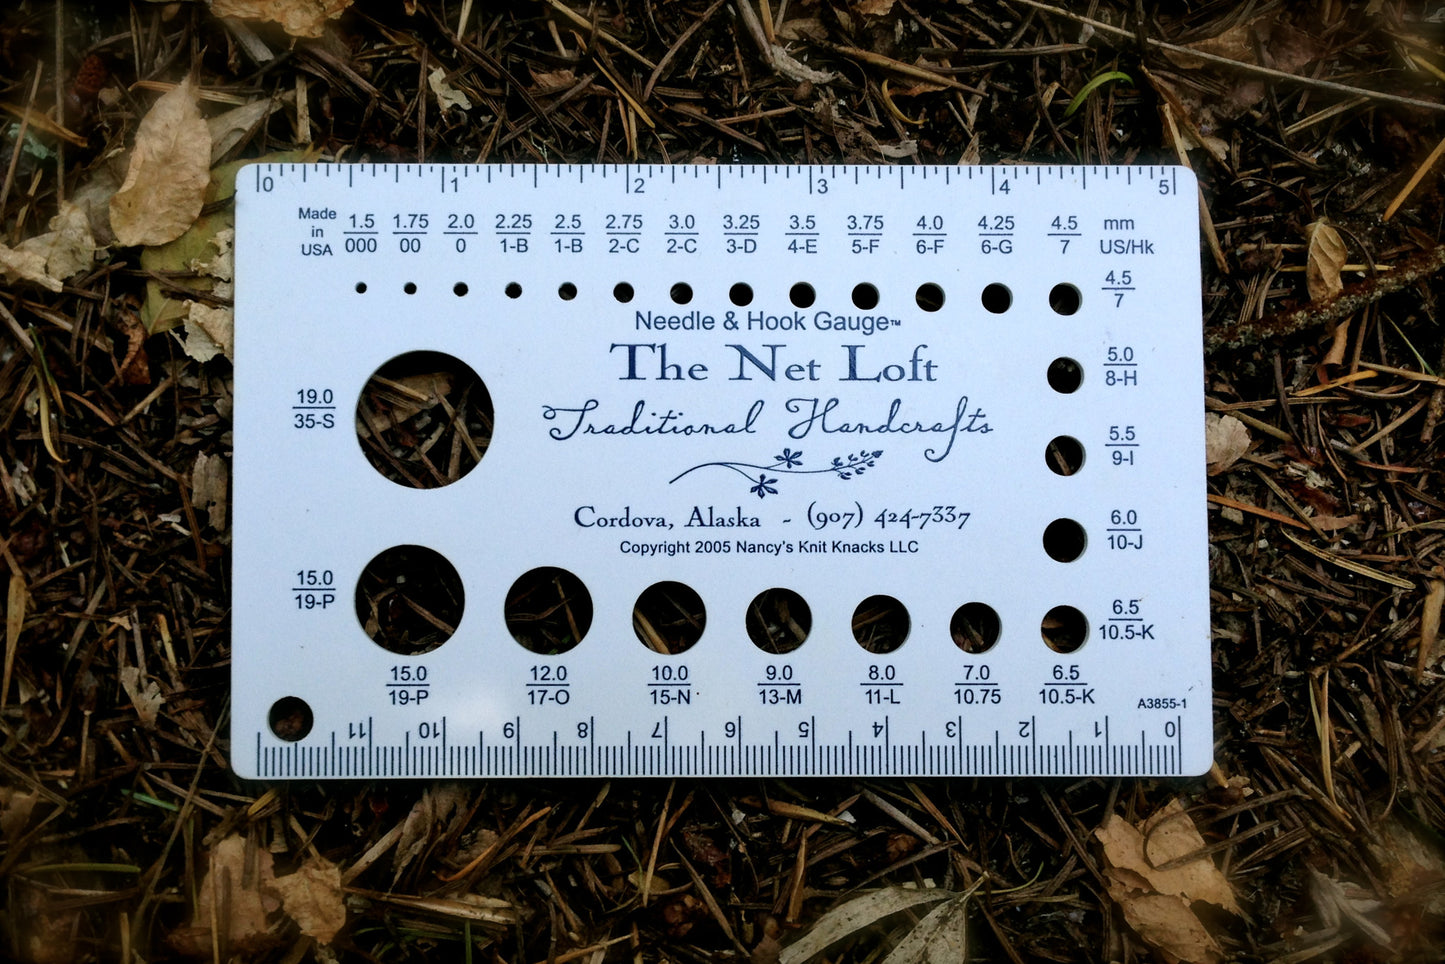 0 1 2 3 4 5
Made in USA
1.5 1.75 2.0 2.25 2.5 2.75 3.0 3.25 3.5 3.75 4.0 4.25 4.5 mm
000 00 0 1-B 1-B 2-C 2-C 3-D 4-E 5-F 6-F 6-G 7 US/Hk
4.5
7
Needle & Hook Gauge™
The Net Loft
Traditional Handcrafts
Cordova, Alaska - (907) 424-7337
Copyright 2005 Nancy's Knit Knacks LLC
5.0
8-H
5.5
9-I
6.0
10-J
6.5
10.5-K
19.0
35-S
15.0
19-P
15.0 12.0 10.0 9.0 8.0 7.0 6.5
19-P 17-O 15-N 13-M 11-L 10.75 10.5-K
A3855-1
11 10 9 8 7 6 5 4 3 2 1 0